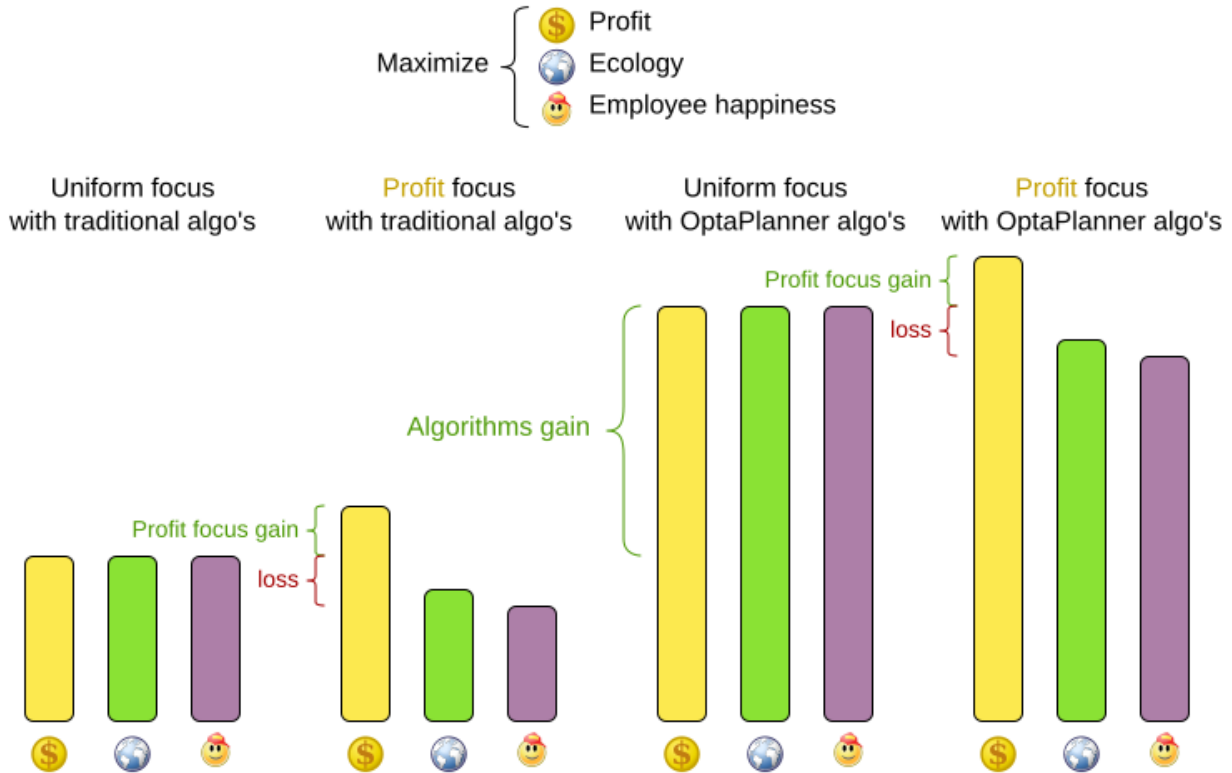 Maximize
Profit
Ecology
Employee happiness
Uniform focus
with traditional algo's
Profit focus
with traditional algo's
Uniform focus
with OptaPlanner algo's
Profit focus
with OptaPlanner algo's
Profit focus gain
loss
Algorithms gain
Profit focus gain
loss
$
$
$
$
$